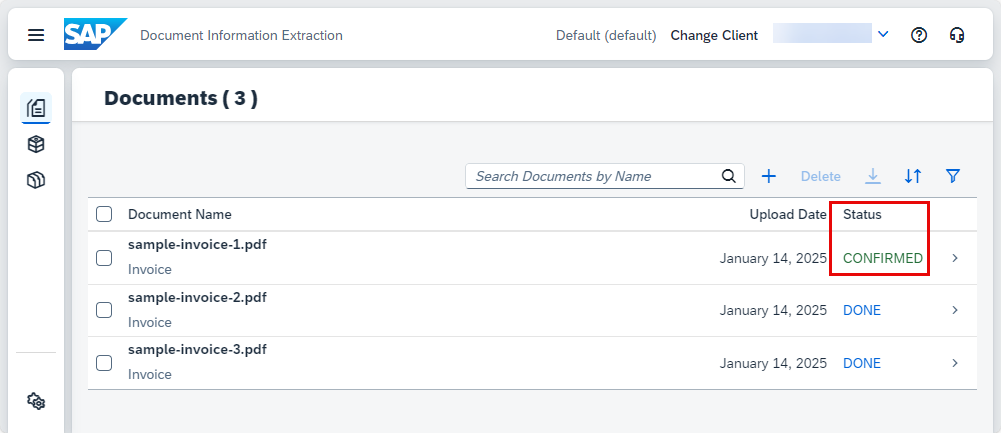 SAP Document Information Extraction Default (default) Change Client
Documents ( 3 )
Search Documents by Name Delete
Document Name Upload Date Status
sample-invoice-1.pdf
Invoice January 14, 2025 CONFIRMED
sample-invoice-2.pdf
Invoice January 14, 2025 DONE
sample-invoice-3.pdf
Invoice January 14, 2025 DONE